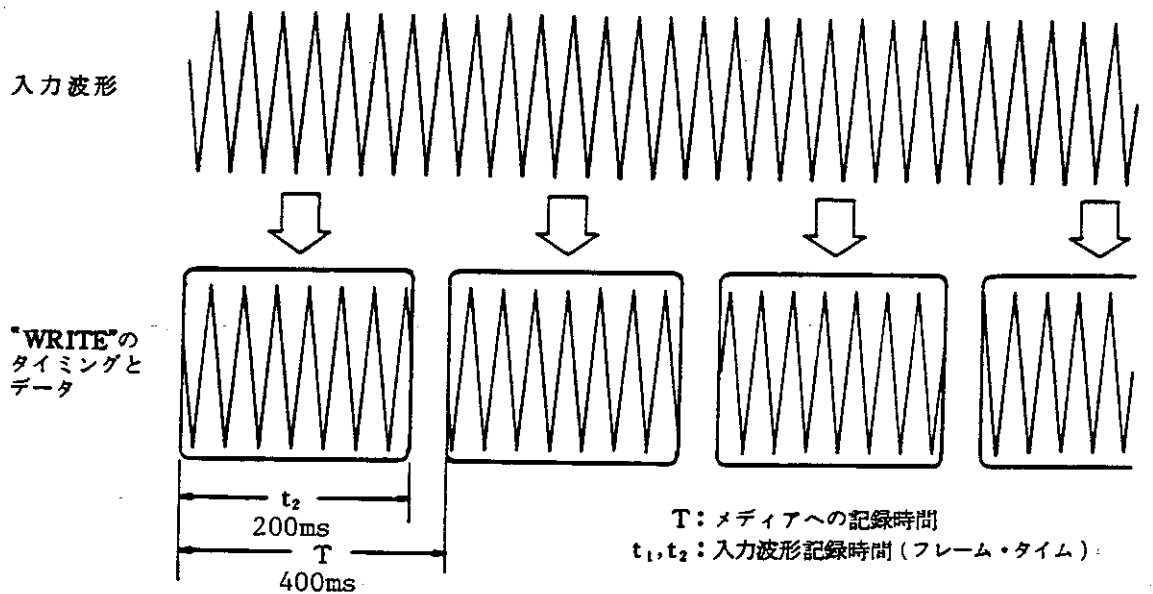 入力波形
"WRITE"の
タイミングと
データ
t₂
200ms
T
400ms
T：メディアへの記録時間
t₁,t₂：入力波形記録時間（フレーム・タイム）